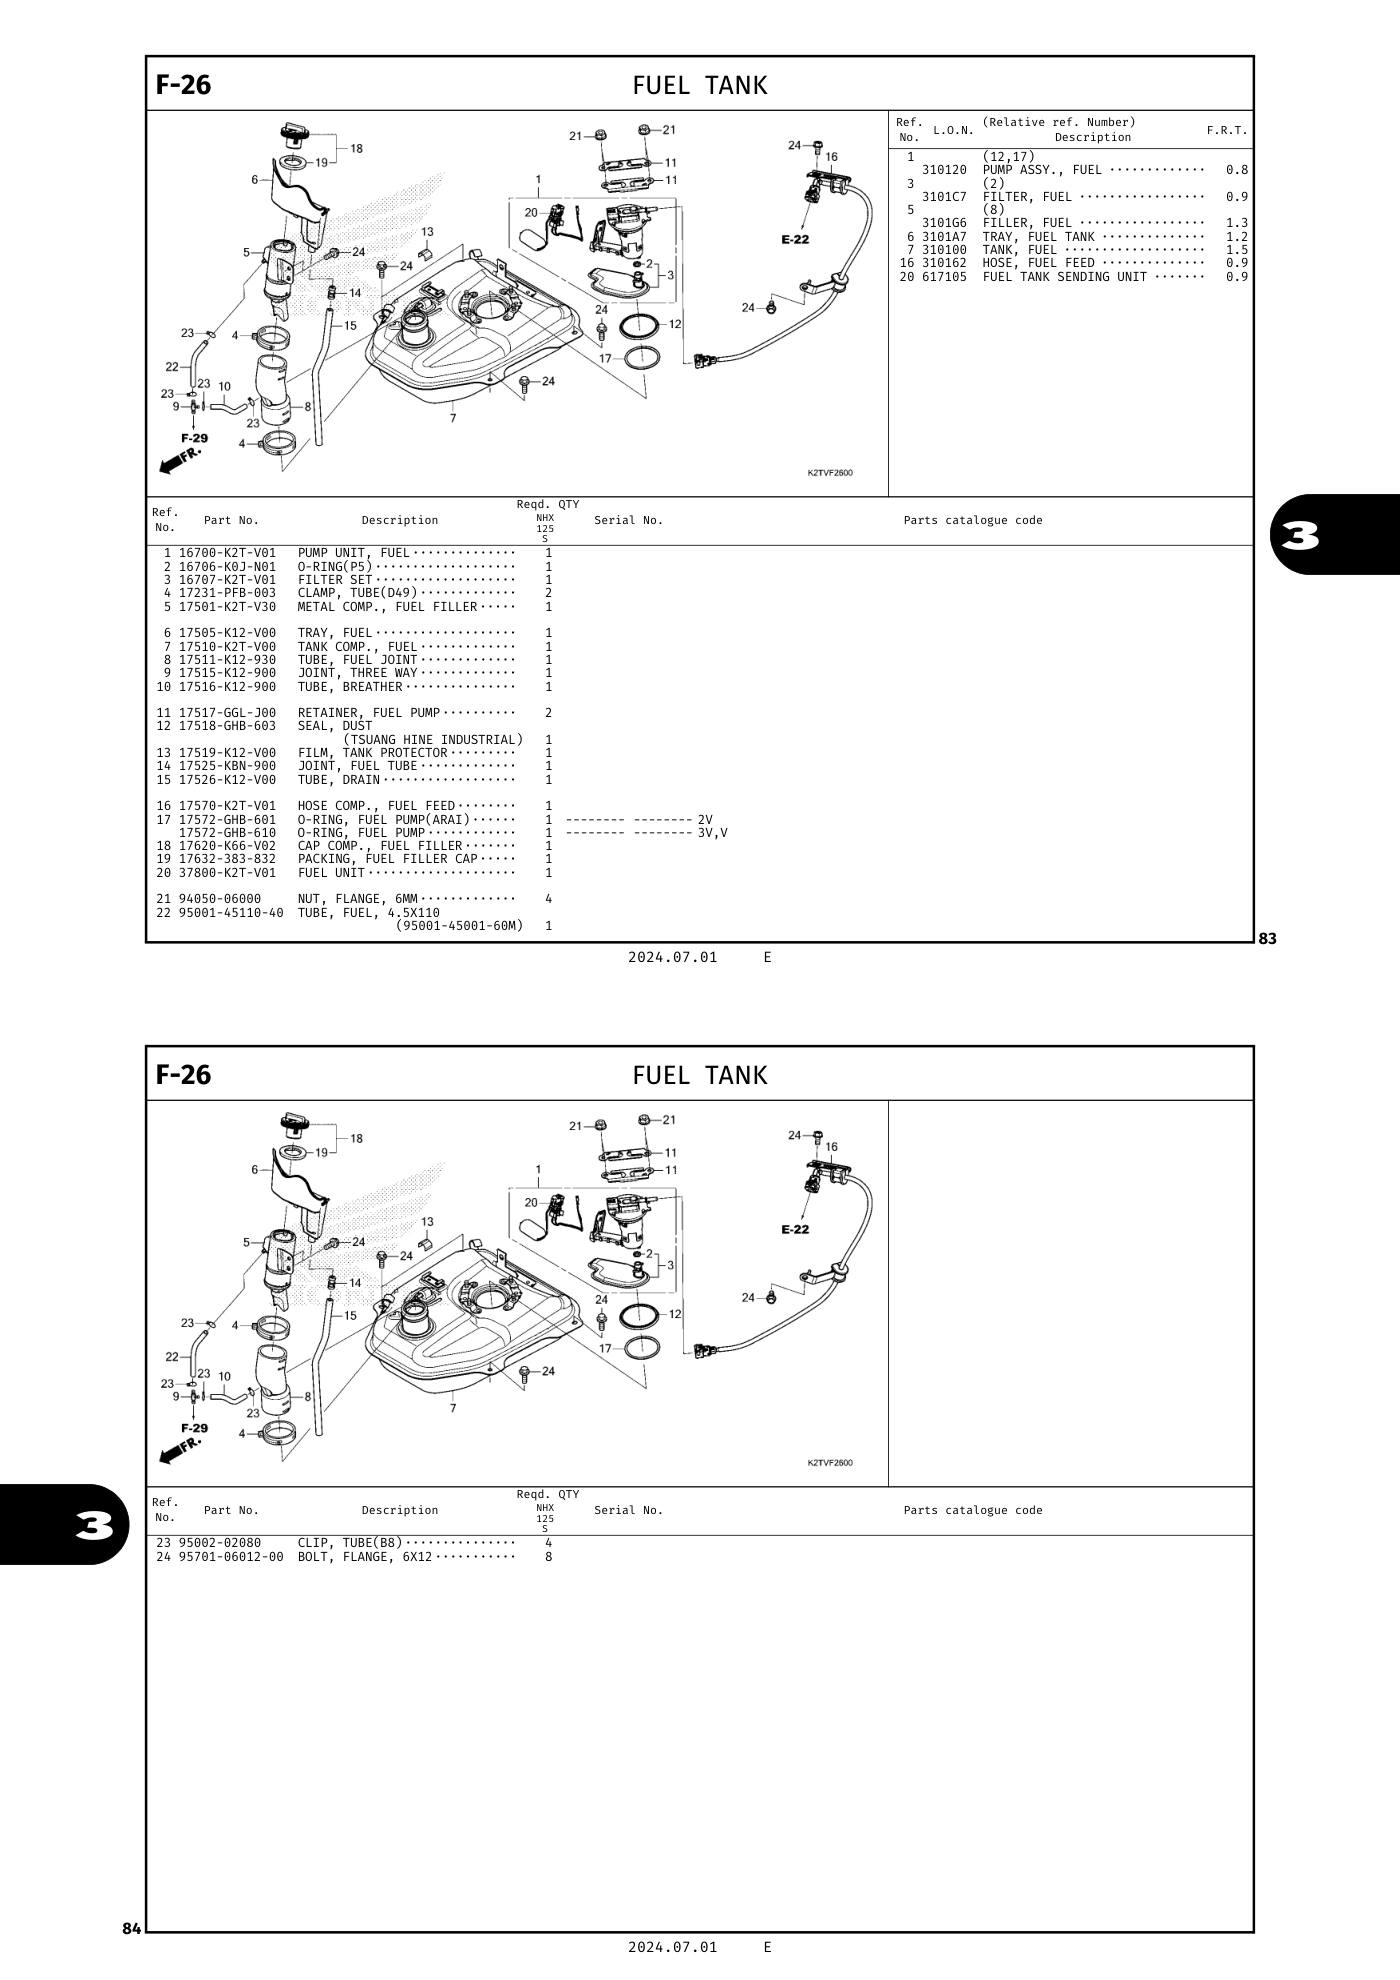 F-26
FUEL TANK
18
19
6
5
24
24
13
14
15
23
4
22
23
23
10
9
8
23
4
F-29
FR.
7
24
24
1
20
21
21
11
11
2
3
12
17
24
16
E-22
24
K2TVF2600
Ref. No. L.O.N. (Relative ref. Number) Description F.R.T.
1 (12,17)
310120 PUMP ASSY., FUEL ············· 0.8
3 (2)
3101C7 FILTER, FUEL ················· 0.9
5 (8)
3101G6 FILLER, FUEL ················· 1.3
6 3101A7 TRAY, FUEL TANK ·············· 1.2
7 310100 TANK, FUEL ··················· 1.5
16 310162 HOSE, FUEL FEED ·············· 0.9
20 617105 FUEL TANK SENDING UNIT ······· 0.9
Ref. No. Part No. Description Reqd. QTY NHX 125 S Serial No. Parts catalogue code
1 16700-K2T-V01 PUMP UNIT, FUEL·············· 1
2 16706-K0J-N01 O-RING(P5)··················· 1
3 16707-K2T-V01 FILTER SET··················· 1
4 17231-PFB-003 CLAMP, TUBE(D49)············· 2
5 17501-K2T-V30 METAL COMP., FUEL FILLER····· 1
6 17505-K12-V00 TRAY, FUEL··················· 1
7 17510-K2T-V00 TANK COMP., FUEL············· 1
8 17511-K12-930 TUBE, FUEL JOINT············· 1
9 17515-K12-900 JOINT, THREE WAY············· 1
10 17516-K12-900 TUBE, BREATHER··············· 1
11 17517-GGL-J00 RETAINER, FUEL PUMP·········· 2
12 17518-GHB-603 SEAL, DUST
(TSUANG HINE INDUSTRIAL) 1
13 17519-K12-V00 FILM, TANK PROTECTOR········· 1
14 17525-KBN-900 JOINT, FUEL TUBE············· 1
15 17526-K12-V00 TUBE, DRAIN·················· 1
16 17570-K2T-V01 HOSE COMP., FUEL FEED········ 1
17 17572-GHB-601 O-RING, FUEL PUMP(ARAI)······ 1 -------- -------- 2V
17572-GHB-610 O-RING, FUEL PUMP············ 1 -------- -------- 3V,V
18 17620-K66-V02 CAP COMP., FUEL FILLER······· 1
19 17632-383-832 PACKING, FUEL FILLER CAP····· 1
20 37800-K2T-V01 FUEL UNIT···················· 1
21 94050-06000 NUT, FLANGE, 6MM············· 4
22 95001-45110-40 TUBE, FUEL, 4.5X110
(95001-45001-60M) 1
3
83
2024.07.01 E
F-26
FUEL TANK
18
19
6
5
24
24
13
14
15
23
4
22
23
23
10
9
8
23
4
F-29
FR.
7
24
24
1
20
21
21
11
11
2
3
12
17
24
16
E-22
24
K2TVF2600
3
Ref. No. Part No. Description Reqd. QTY NHX 125 S Serial No. Parts catalogue code
23 95002-02080 CLIP, TUBE(B8)··············· 4
24 95701-06012-00 BOLT, FLANGE, 6X12··········· 8
84
2024.07.01 E